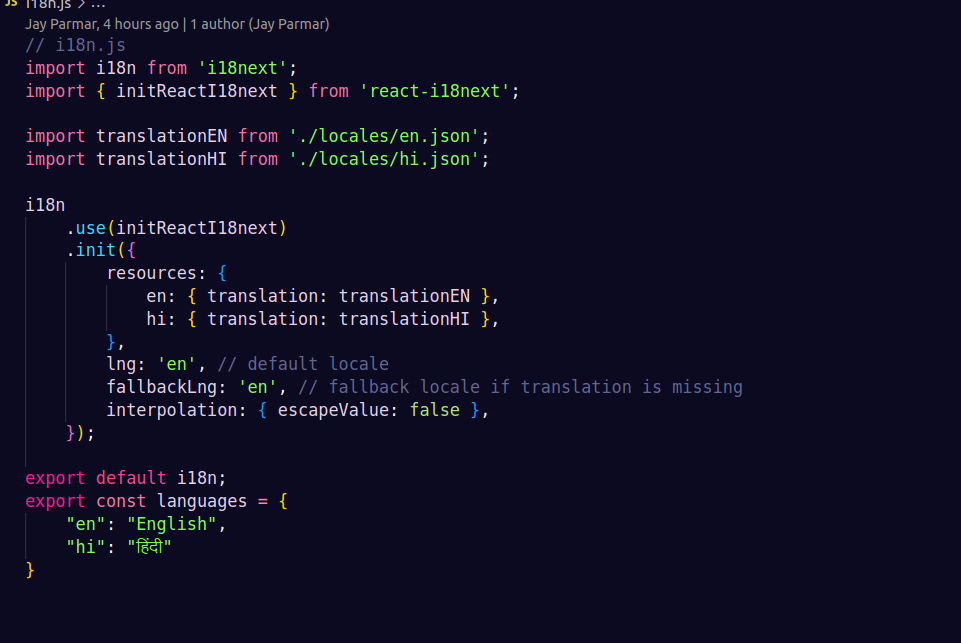 JS i18n.js > ...
Jay Parmar, 4 hours ago | 1 author (Jay Parmar)
// i18n.js
import i18n from 'i18next';
import { initReactI18next } from 'react-i18next';
import translationEN from './locales/en.json';
import translationHI from './locales/hi.json';
i18n
.use(initReactI18next)
.init({
resources: {
en: { translation: translationEN },
hi: { translation: translationHI },
},
lng: 'en', // default locale
fallbackLng: 'en', // fallback locale if translation is missing
interpolation: { escapeValue: false },
});
export default i18n;
export const languages = {
"en": "English",
"hi": "हिंदी"
}